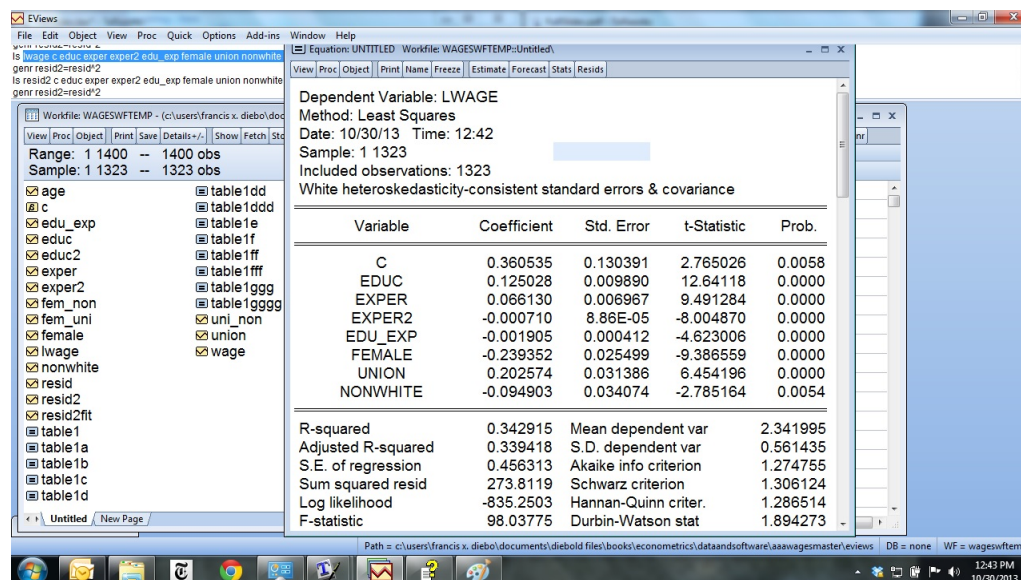 EViews
File Edit Object View Proc Quick Options Add-ins Window Help
genr resid2=resid^2
ls lwage c educ exper exper2 edu_exp female union nonwhite
genr resid2=resid^2
ls resid2 c educ exper exper2 edu_exp female union nonwhite
genr resid2=resid^2
Workfile: WAGESWFTEMP - (c:\users\francis x. diebo\doc
View Proc Object Print Save Details+/- Show Fetch Sto
Range: 1 1400 -- 1400 obs
Sample: 1 1323 -- 1323 obs
age
c
edu_exp
educ
educ2
exper
exper2
fem_non
fem_uni
female
lwage
nonwhite
resid
resid2
resid2fit
table1
table1a
table1b
table1c
table1d
table1dd
table1ddd
table1e
table1f
table1ff
table1fff
table1ggg
table1gggg
uni_non
union
wage
Untitled New Page
Equation: UNTITLED Workfile: WAGESWFTEMP::Untitled\
View Proc Object Print Name Freeze Estimate Forecast Stats Resids
Dependent Variable: LWAGE
Method: Least Squares
Date: 10/30/13 Time: 12:42
Sample: 1 1323
Included observations: 1323
White heteroskedasticity-consistent standard errors & covariance
Variable Coefficient Std. Error t-Statistic Prob.
C 0.360535 0.130391 2.765026 0.0058
EDUC 0.125028 0.009890 12.64118 0.0000
EXPER 0.066130 0.006967 9.491284 0.0000
EXPER2 -0.000710 8.86E-05 -8.004870 0.0000
EDU_EXP -0.001905 0.000412 -4.623006 0.0000
FEMALE -0.239352 0.025499 -9.386559 0.0000
UNION 0.202574 0.031386 6.454196 0.0000
NONWHITE -0.094903 0.034074 -2.785164 0.0054
R-squared 0.342915 Mean dependent var 2.341995
Adjusted R-squared 0.339418 S.D. dependent var 0.561435
S.E. of regression 0.456313 Akaike info criterion 1.274755
Sum squared resid 273.8119 Schwarz criterion 1.306124
Log likelihood -835.2503 Hannan-Quinn criter. 1.286514
F-statistic 98.03775 Durbin-Watson stat 1.894273
Path = c:\users\francis x. diebo\documents\diebold files\books\econometrics\dataandsoftware\aaawagesmaster\eviews DB = none WF = wageswftem
12:43 PM
10/30/2013